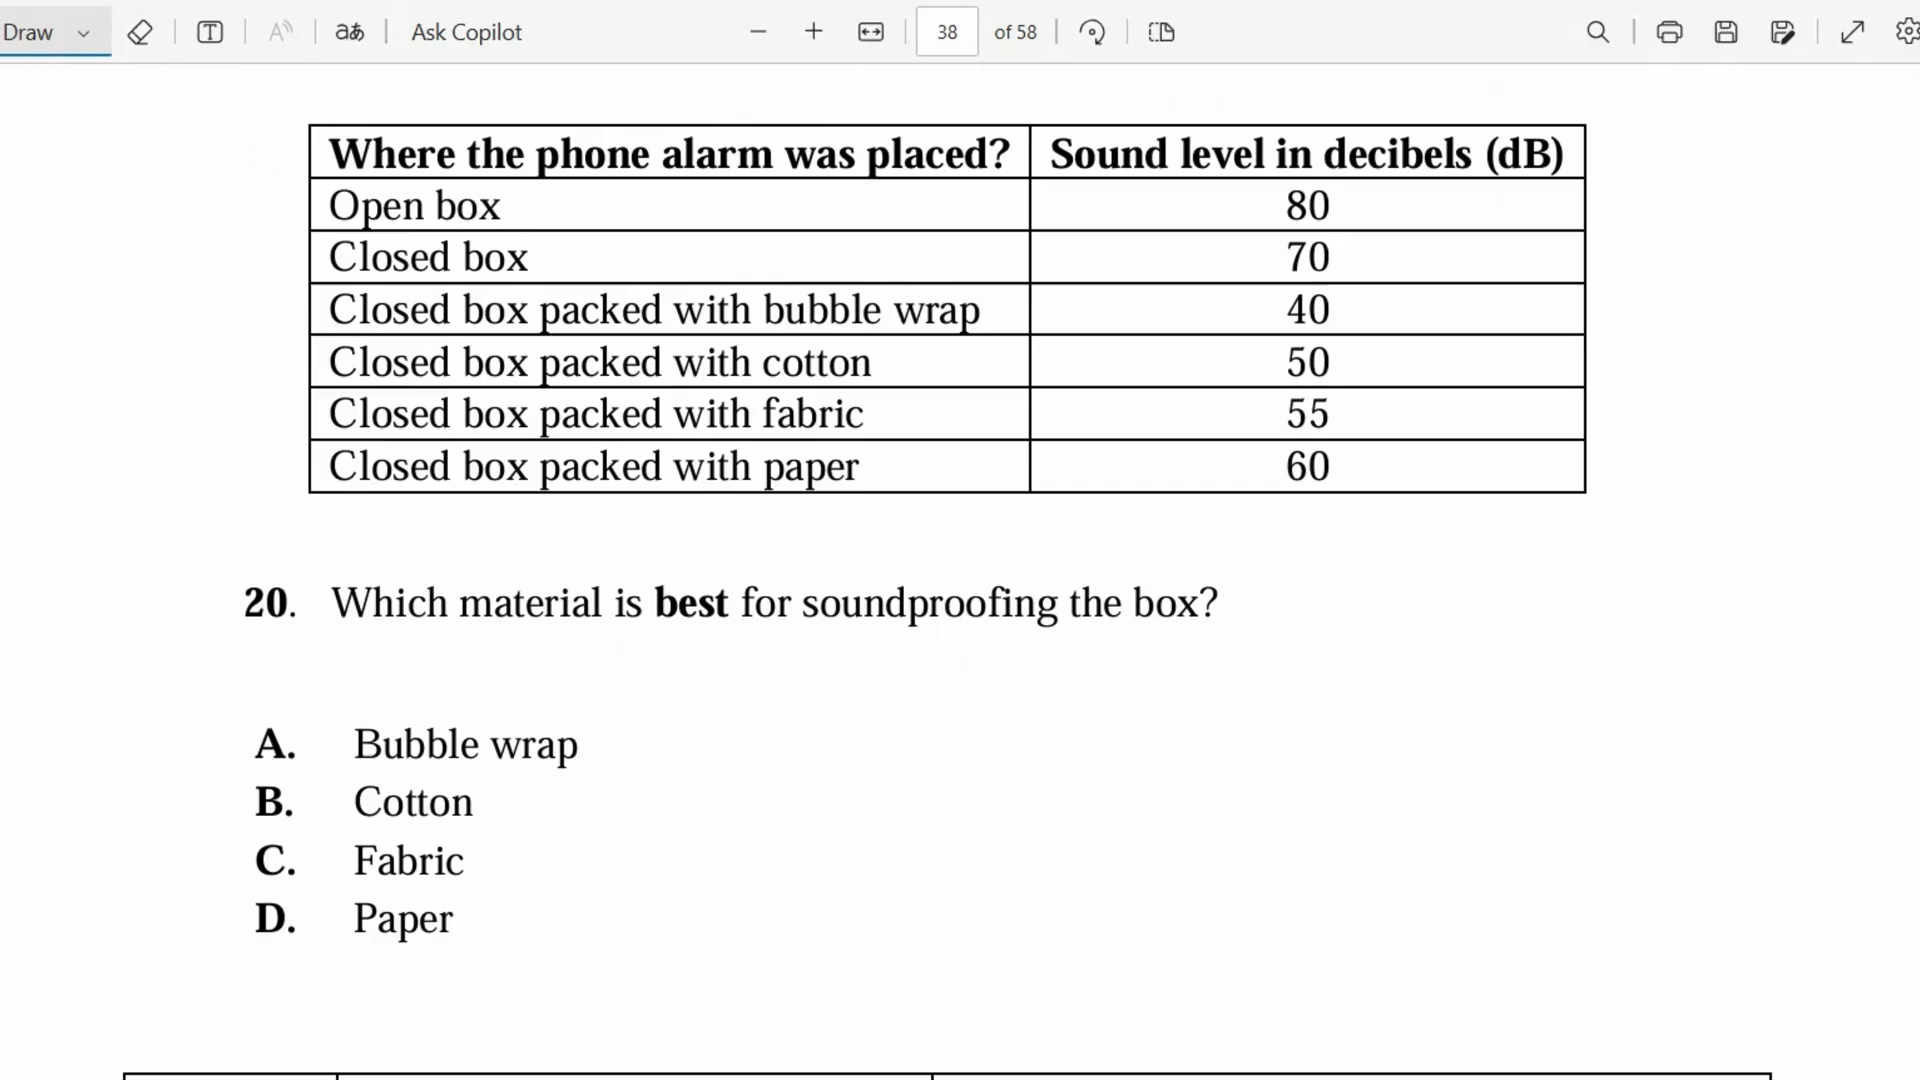 Draw
A
aあ
Ask Copilot
38
of 58
Where the phone alarm was placed? Sound level in decibels (dB)
Open box 80
Closed box 70
Closed box packed with bubble wrap 40
Closed box packed with cotton 50
Closed box packed with fabric 55
Closed box packed with paper 60
20. Which material is best for soundproofing the box?
A. Bubble wrap
B. Cotton
C. Fabric
D. Paper